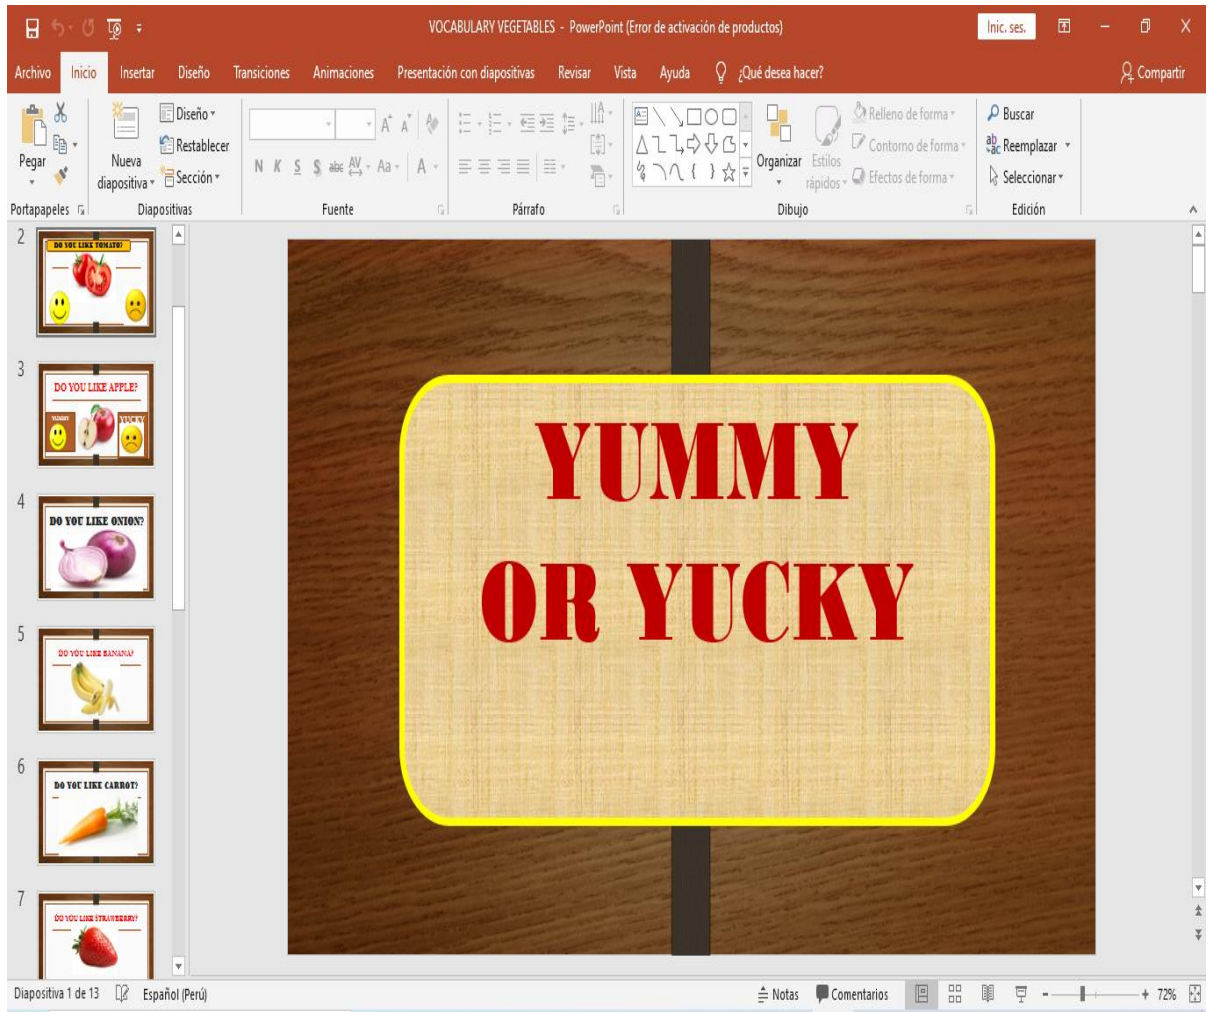 VOCABULARY VEGETABLES - PowerPoint (Error de activación de productos)
Inic. ses.
Archivo Inicio Insertar Diseño Transiciones Animaciones Presentación con diapositivas Revisar Vista Ayuda ¿Qué desea hacer? Compartir
Pegar
Nueva diapositiva
Diseño
Restablecer
Sección
N K S S abc AV Aa A
Organizar
Estilos rápidos
Relleno de forma
Contorno de forma
Efectos de forma
Buscar
Reemplazar
Seleccionar
Portapapeles Diapositivas Fuente Párrafo Dibujo Edición
2
DO YOU LIKE TOMATO?
3
DO YOU LIKE APPLE?
YUMMY
YUCKY
4
DO YOU LIKE ONION?
5
DO YOU LIKE BANANA?
6
DO YOU LIKE CARROT?
7
DO YOU LIKE STRAWBERRY?
YUMMY
OR YUCKY
Diapositiva 1 de 13 Español (Perú) Notas Comentarios 72%